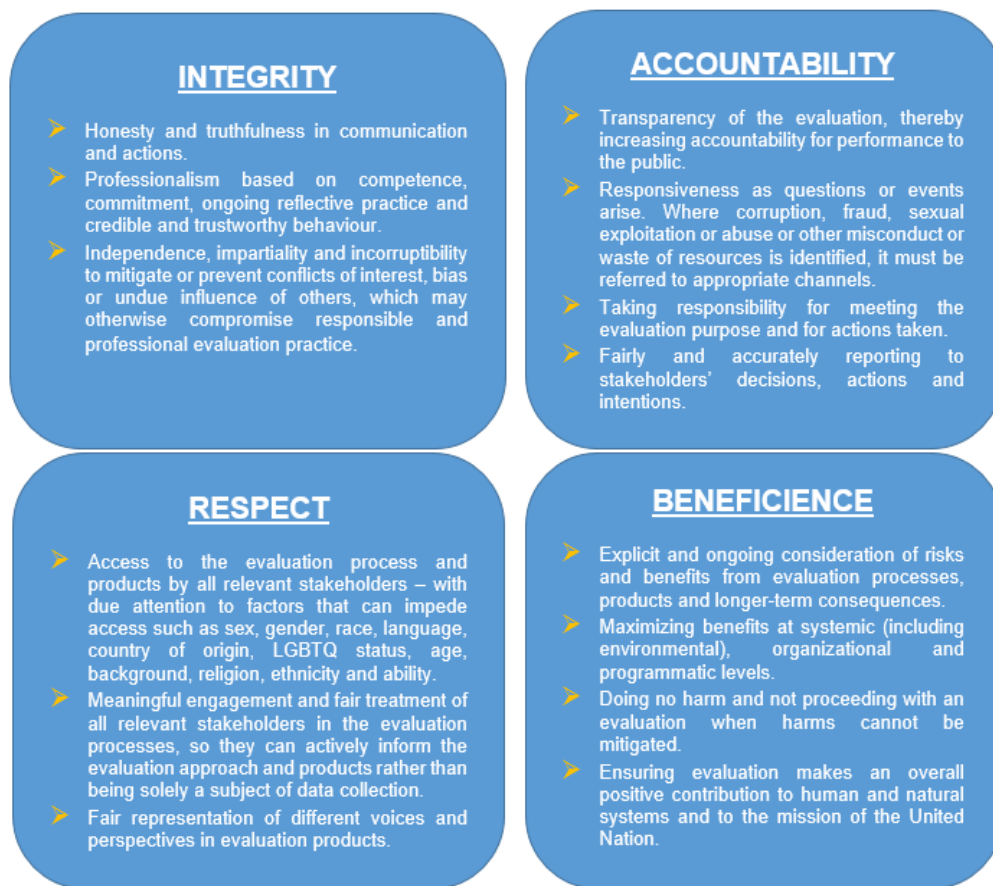 INTEGRITY
➤ Honesty and truthfulness in communication
and actions.
➤ Professionalism based on competence,
commitment, ongoing reflective practice and
credible and trustworthy behaviour.
➤ Independence, impartiality and incorruptibility
to mitigate or prevent conflicts of interest, bias
or undue influence of others, which may
otherwise compromise responsible and
professional evaluation practice.
ACCOUNTABILITY
➤ Transparency of the evaluation, thereby
increasing accountability for performance to
the public.
➤ Responsiveness as questions or events
arise. Where corruption, fraud, sexual
exploitation or abuse or other misconduct or
waste of resources is identified, it must be
referred to appropriate channels.
➤ Taking responsibility for meeting the
evaluation purpose and for actions taken.
➤ Fairly and accurately reporting to
stakeholders’ decisions, actions and
intentions.
RESPECT
➤ Access to the evaluation process and
products by all relevant stakeholders – with
due attention to factors that can impede
access such as sex, gender, race, language,
country of origin, LGBTQ status, age,
background, religion, ethnicity and ability.
➤ Meaningful engagement and fair treatment of
all relevant stakeholders in the evaluation
processes, so they can actively inform the
evaluation approach and products rather than
being solely a subject of data collection.
➤ Fair representation of different voices and
perspectives in evaluation products.
BENEFICIENCE
➤ Explicit and ongoing consideration of risks
and benefits from evaluation processes,
products and longer-term consequences.
➤ Maximizing benefits at systemic (including
environmental), organizational and
programmatic levels.
➤ Doing no harm and not proceeding with an
evaluation when harms cannot be
mitigated.
➤ Ensuring evaluation makes an overall
positive contribution to human and natural
systems and to the mission of the United
Nation.